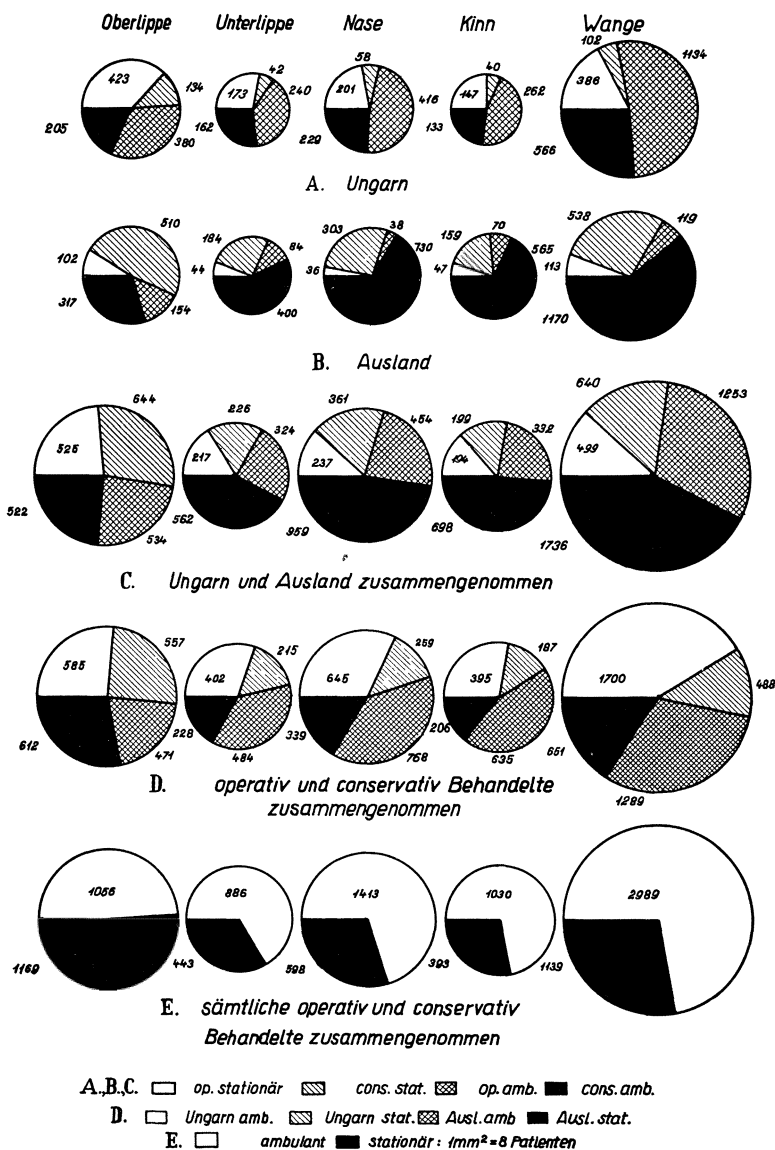 Oberlippe Unterlippe Nase Kinn Wange
423 134 205 380
173 42 240 162
58 201 416 229
40 147 262 133
102 1134 386 566
A. Ungarn
510 102 317 154
184 84 44 400
303 38 730 36
159 70 565 47
538 119 113 1170
B. Ausland
644 525 522 534
226 324 217 562
361 454 237 959
199 332 194 698
640 1253 499 1736
C. Ungarn und Ausland zusammengenommen
557 585 612 471
215 402 228 484
259 645 339 768
187 395 206 635
1700 488 651 1289
D. operativ und conservativ Behandelte
zusammengenommen
1056 1169
886 443
1413 598
1030 393
2989 1139
E. sämtliche operativ und conservativ
Behandelte zusammengenommen
A.,B.,C. op. stationär cons. stat. op. amb. cons. amb.
D. Ungarn amb. Ungarn stat. Ausl. amb Ausl. stat.
E. ambulant stationär : 1mm²=8 Patienten